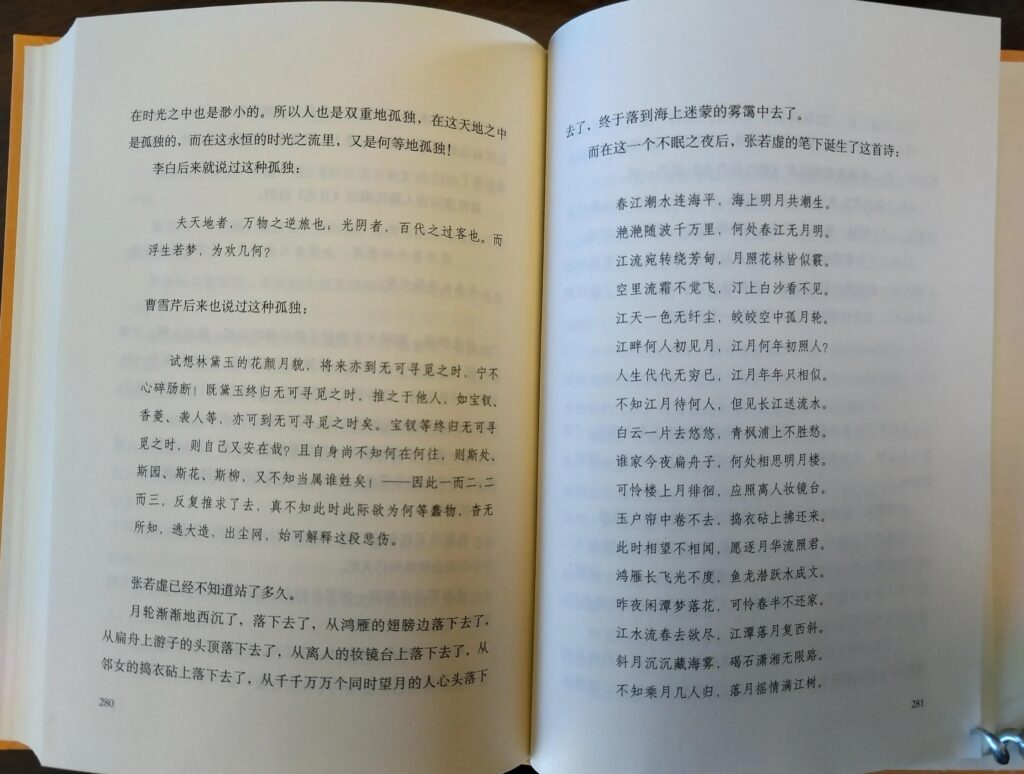 在时光之中也是渺小的。所以人也是双重地孤独，在这天地之中
是孤独的，而在这永恒的时光之流里，又是何等地孤独！
李白后来就说过这种孤独：
夫天地者，万物之逆旅也；光阴者，百代之过客也。而
浮生若梦，为欢几何？
曹雪芹后来也说过这种孤独：
试想林黛玉的花颜月貌，将来亦到无可寻觅之时，宁不
心碎肠断！既黛玉终归无可寻觅之时，推之于他人，如宝钗、
香菱、袭人等，亦可到无可寻觅之时矣。宝钗等终归无可寻
觅之时，则自己又安在哉？且自身尚不知何在何往，则斯处、
斯园、斯花、斯柳，又不知当属谁姓矣！——因此一而二，二
而三，反复推求了去，真不知此时此际欲为何等蠢物，杳无
所知，逃大造，出尘网，始可解释这段悲伤。
张若虚已经不知道站了多久。
月轮渐渐地西沉了，落下去了，从鸿雁的翅膀边落下去了，
从扁舟上游子的头顶落下去了，从离人的妆镜台上落下去了，从
邻女的捣衣砧上落下去了，从千千万万个同时望月的人心头落下
280
去了，终于落到海上迷蒙的雾霭中去了。
而在这一个不眠之夜后，张若虚的笔下诞生了这首诗：
春江潮水连海平，海上明月共潮生。
滟滟随波千万里，何处春江无月明。
江流宛转绕芳甸，月照花林皆似霰。
空里流霜不觉飞，汀上白沙看不见。
江天一色无纤尘，皎皎空中孤月轮。
江畔何人初见月，江月何年初照人？
人生代代无穷已，江月年年只相似。
不知江月待何人，但见长江送流水。
白云一片去悠悠，青枫浦上不胜愁。
谁家今夜扁舟子，何处相思明月楼。
可怜楼上月徘徊，应照离人妆镜台。
玉户帘中卷不去，捣衣砧上拂还来。
此时相望不相闻，愿逐月华流照君。
鸿雁长飞光不度，鱼龙潜跃水成文。
昨夜闲潭梦落花，可怜春半不还家。
江水流春去欲尽，江潭落月复西斜。
斜月沉沉藏海雾，碣石潇湘无限路。
不知乘月几人归，落月摇情满江树。
281